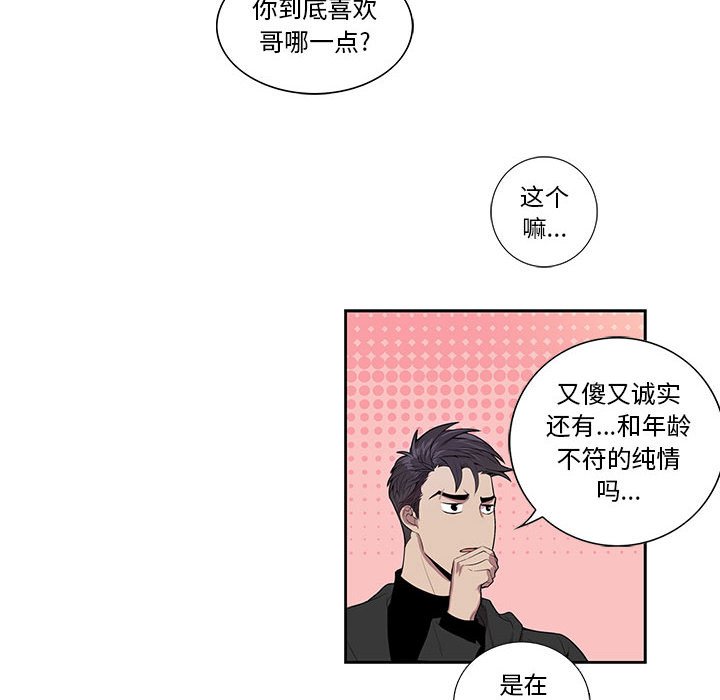 你到底喜欢
哥哪一点?
这个
嘛...
又傻又诚实
还有...和年龄
不符的纯情
吗...
是在